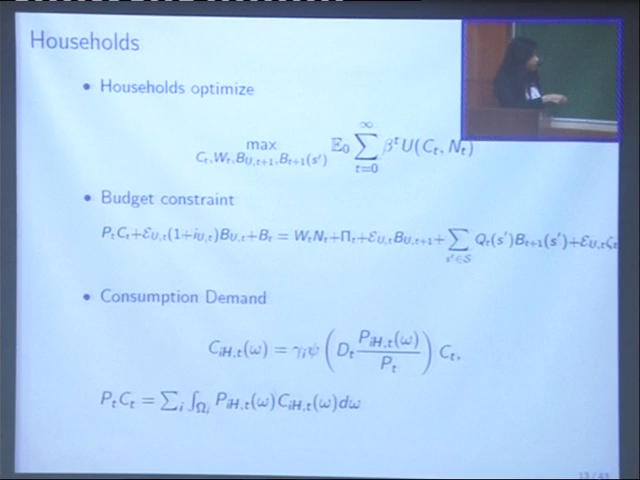 Households
• Households optimize
max_{C_t,W_t,B_{U,t+1},B_{t+1}(s')} 𝔼_0 ∑_{t=0}^{∞} β^t U(C_t, N_t)
• Budget constraint
P_tC_t+ℰ_{U,t}(1+i_{U,t})B_{U,t}+B_t = W_tN_t+Π_t+ℰ_{U,t}B_{U,t+1}+∑_{s'∈S} Q_t(s')B_{t+1}(s')+ℰ_{U,t}ζ_t
• Consumption Demand
C_{iH,t}(ω) = γ_iψ (D_t P_{iH,t}(ω)/P_t) C_t,
P_tC_t = ∑_i ∫_{Ω_i} P_{iH,t}(ω)C_{iH,t}(ω)dω